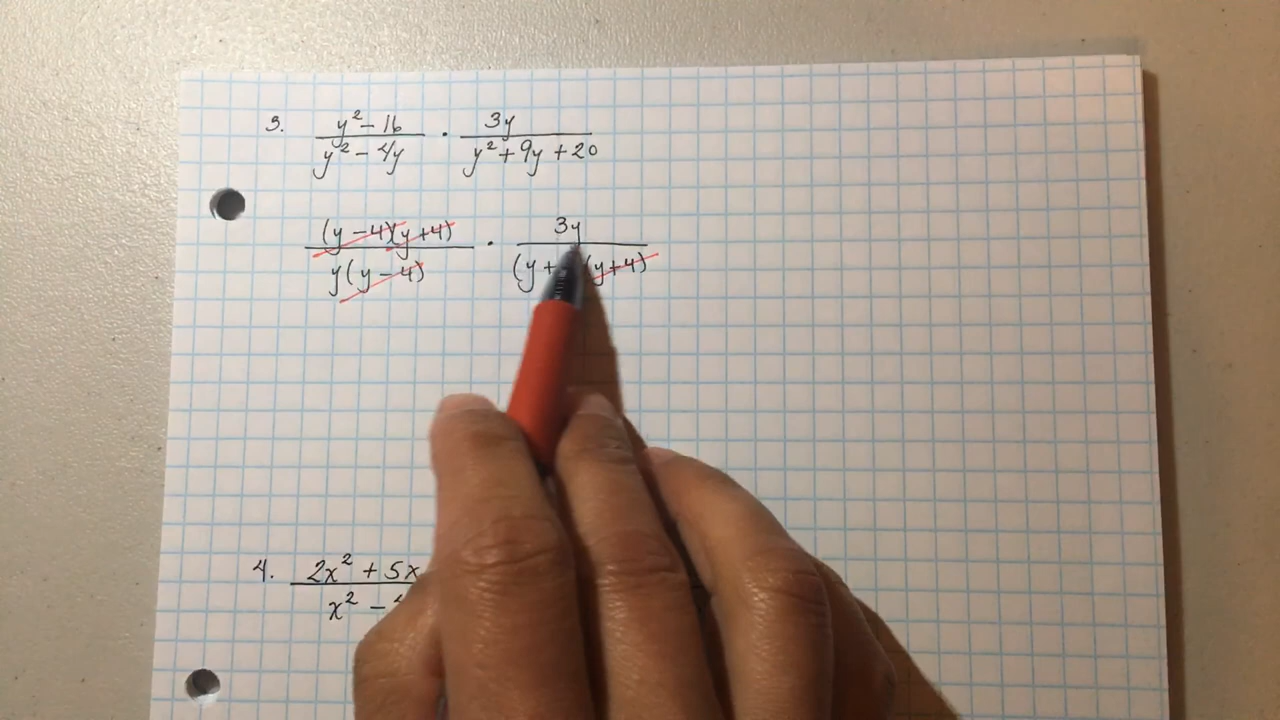 3. y² - 16 / y² - 4y · 3y / y² + 9y + 20
(y - 4)(y + 4) / y(y - 4) · 3y / (y + (y + 4)
4. 2x² + 5x / x² -